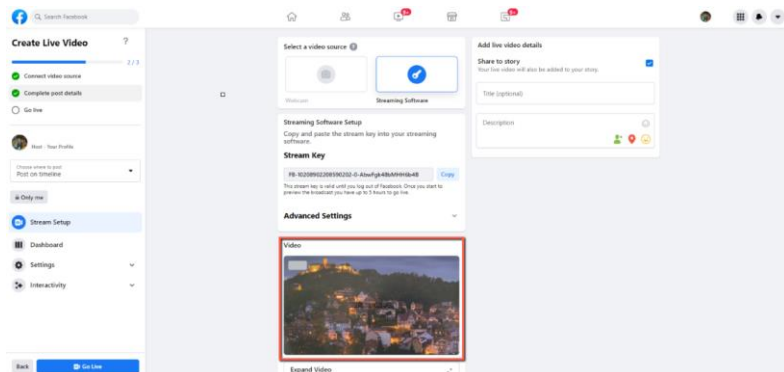 Search Facebook
9+
9+
Create Live Video
?
2 / 3
Connect video source
Complete post details
Go live
Host · Your Profile
Choose where to post
Post on timeline
Only me
Stream Setup
Dashboard
Settings
Interactivity
Back
Go Live
Select a video source
Webcam
Streaming Software
Streaming Software Setup
Copy and paste the stream key into your streaming
software.
Stream Key
Copy
This stream key is valid until you log out of Facebook. Once you start to
preview the broadcast you have up to 5 hours to go live.
Advanced Settings
Video
Expand Video
Add live video details
Share to story
Your live video will also be added to your story.
Title (optional)
Description